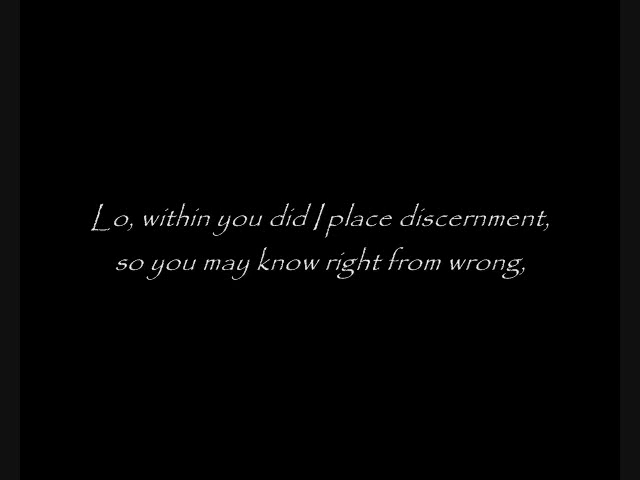 Lo, within you did I place discernment,
so you may know right from wrong,